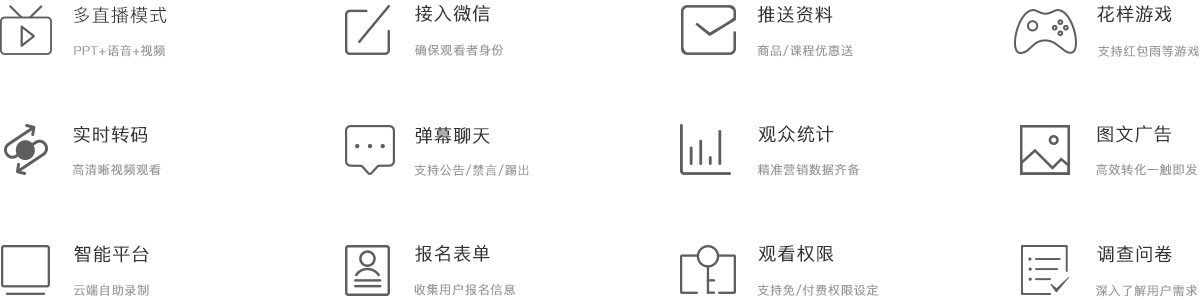 多直播模式
PPT+语音+视频
接入微信
确保观看者身份
推送资料
商品/课程优惠送
花样游戏
支持红包雨等游戏
实时转码
高清晰视频观看
弹幕聊天
支持公告/禁言/踢出
观众统计
精准营销数据齐备
图文广告
高效转化一触即发
智能平台
云端自助录制
报名表单
收集用户报名信息
观看权限
支持免/付费权限设定
调查问卷
深入了解用户需求